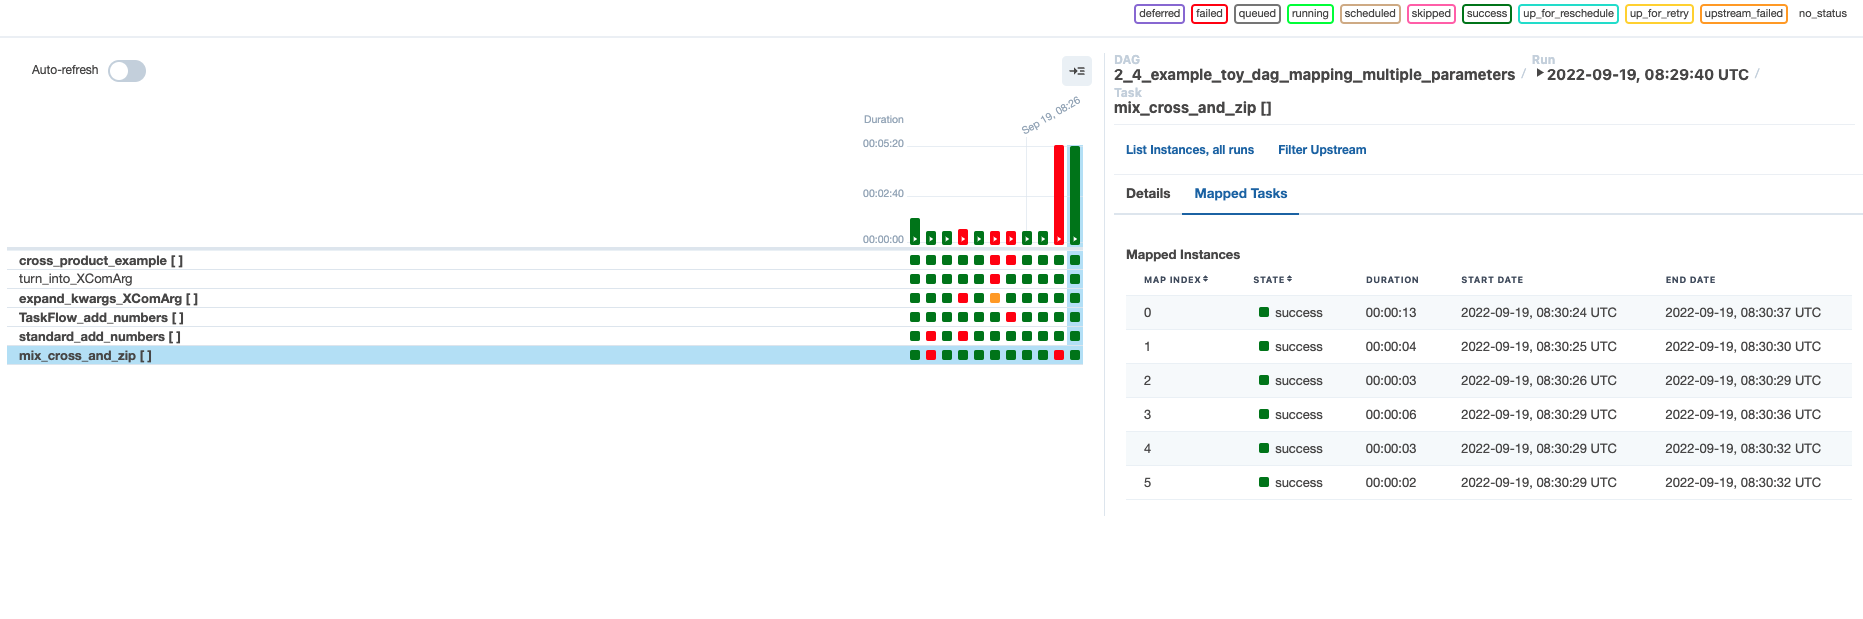 deferred failed queued running scheduled skipped success up_for_reschedule up_for_retry upstream_failed no_status
Auto-refresh
Duration
00:05:20
00:02:40
00:00:00
Sep 19, 08:26
cross_product_example [ ]
turn_into_XComArg
expand_kwargs_XComArg [ ]
TaskFlow_add_numbers [ ]
standard_add_numbers [ ]
mix_cross_and_zip [ ]
DAG Run
2_4_example_toy_dag_mapping_multiple_parameters / 2022-09-19, 08:29:40 UTC /
Task
mix_cross_and_zip []
List Instances, all runs Filter Upstream
Details Mapped Tasks
Mapped Instances
MAP INDEX STATE DURATION START DATE END DATE
0 success 00:00:13 2022-09-19, 08:30:24 UTC 2022-09-19, 08:30:37 UTC
1 success 00:00:04 2022-09-19, 08:30:25 UTC 2022-09-19, 08:30:30 UTC
2 success 00:00:03 2022-09-19, 08:30:26 UTC 2022-09-19, 08:30:29 UTC
3 success 00:00:06 2022-09-19, 08:30:29 UTC 2022-09-19, 08:30:36 UTC
4 success 00:00:03 2022-09-19, 08:30:29 UTC 2022-09-19, 08:30:32 UTC
5 success 00:00:02 2022-09-19, 08:30:29 UTC 2022-09-19, 08:30:32 UTC